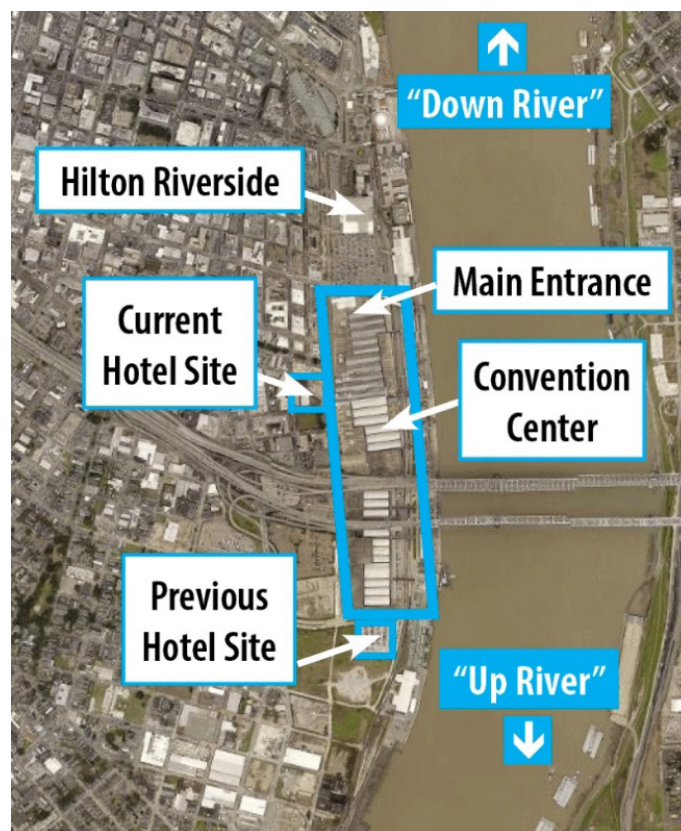 “Down River”
Hilton Riverside
Main Entrance
Current
Hotel Site
Convention
Center
Previous
Hotel Site
“Up River”